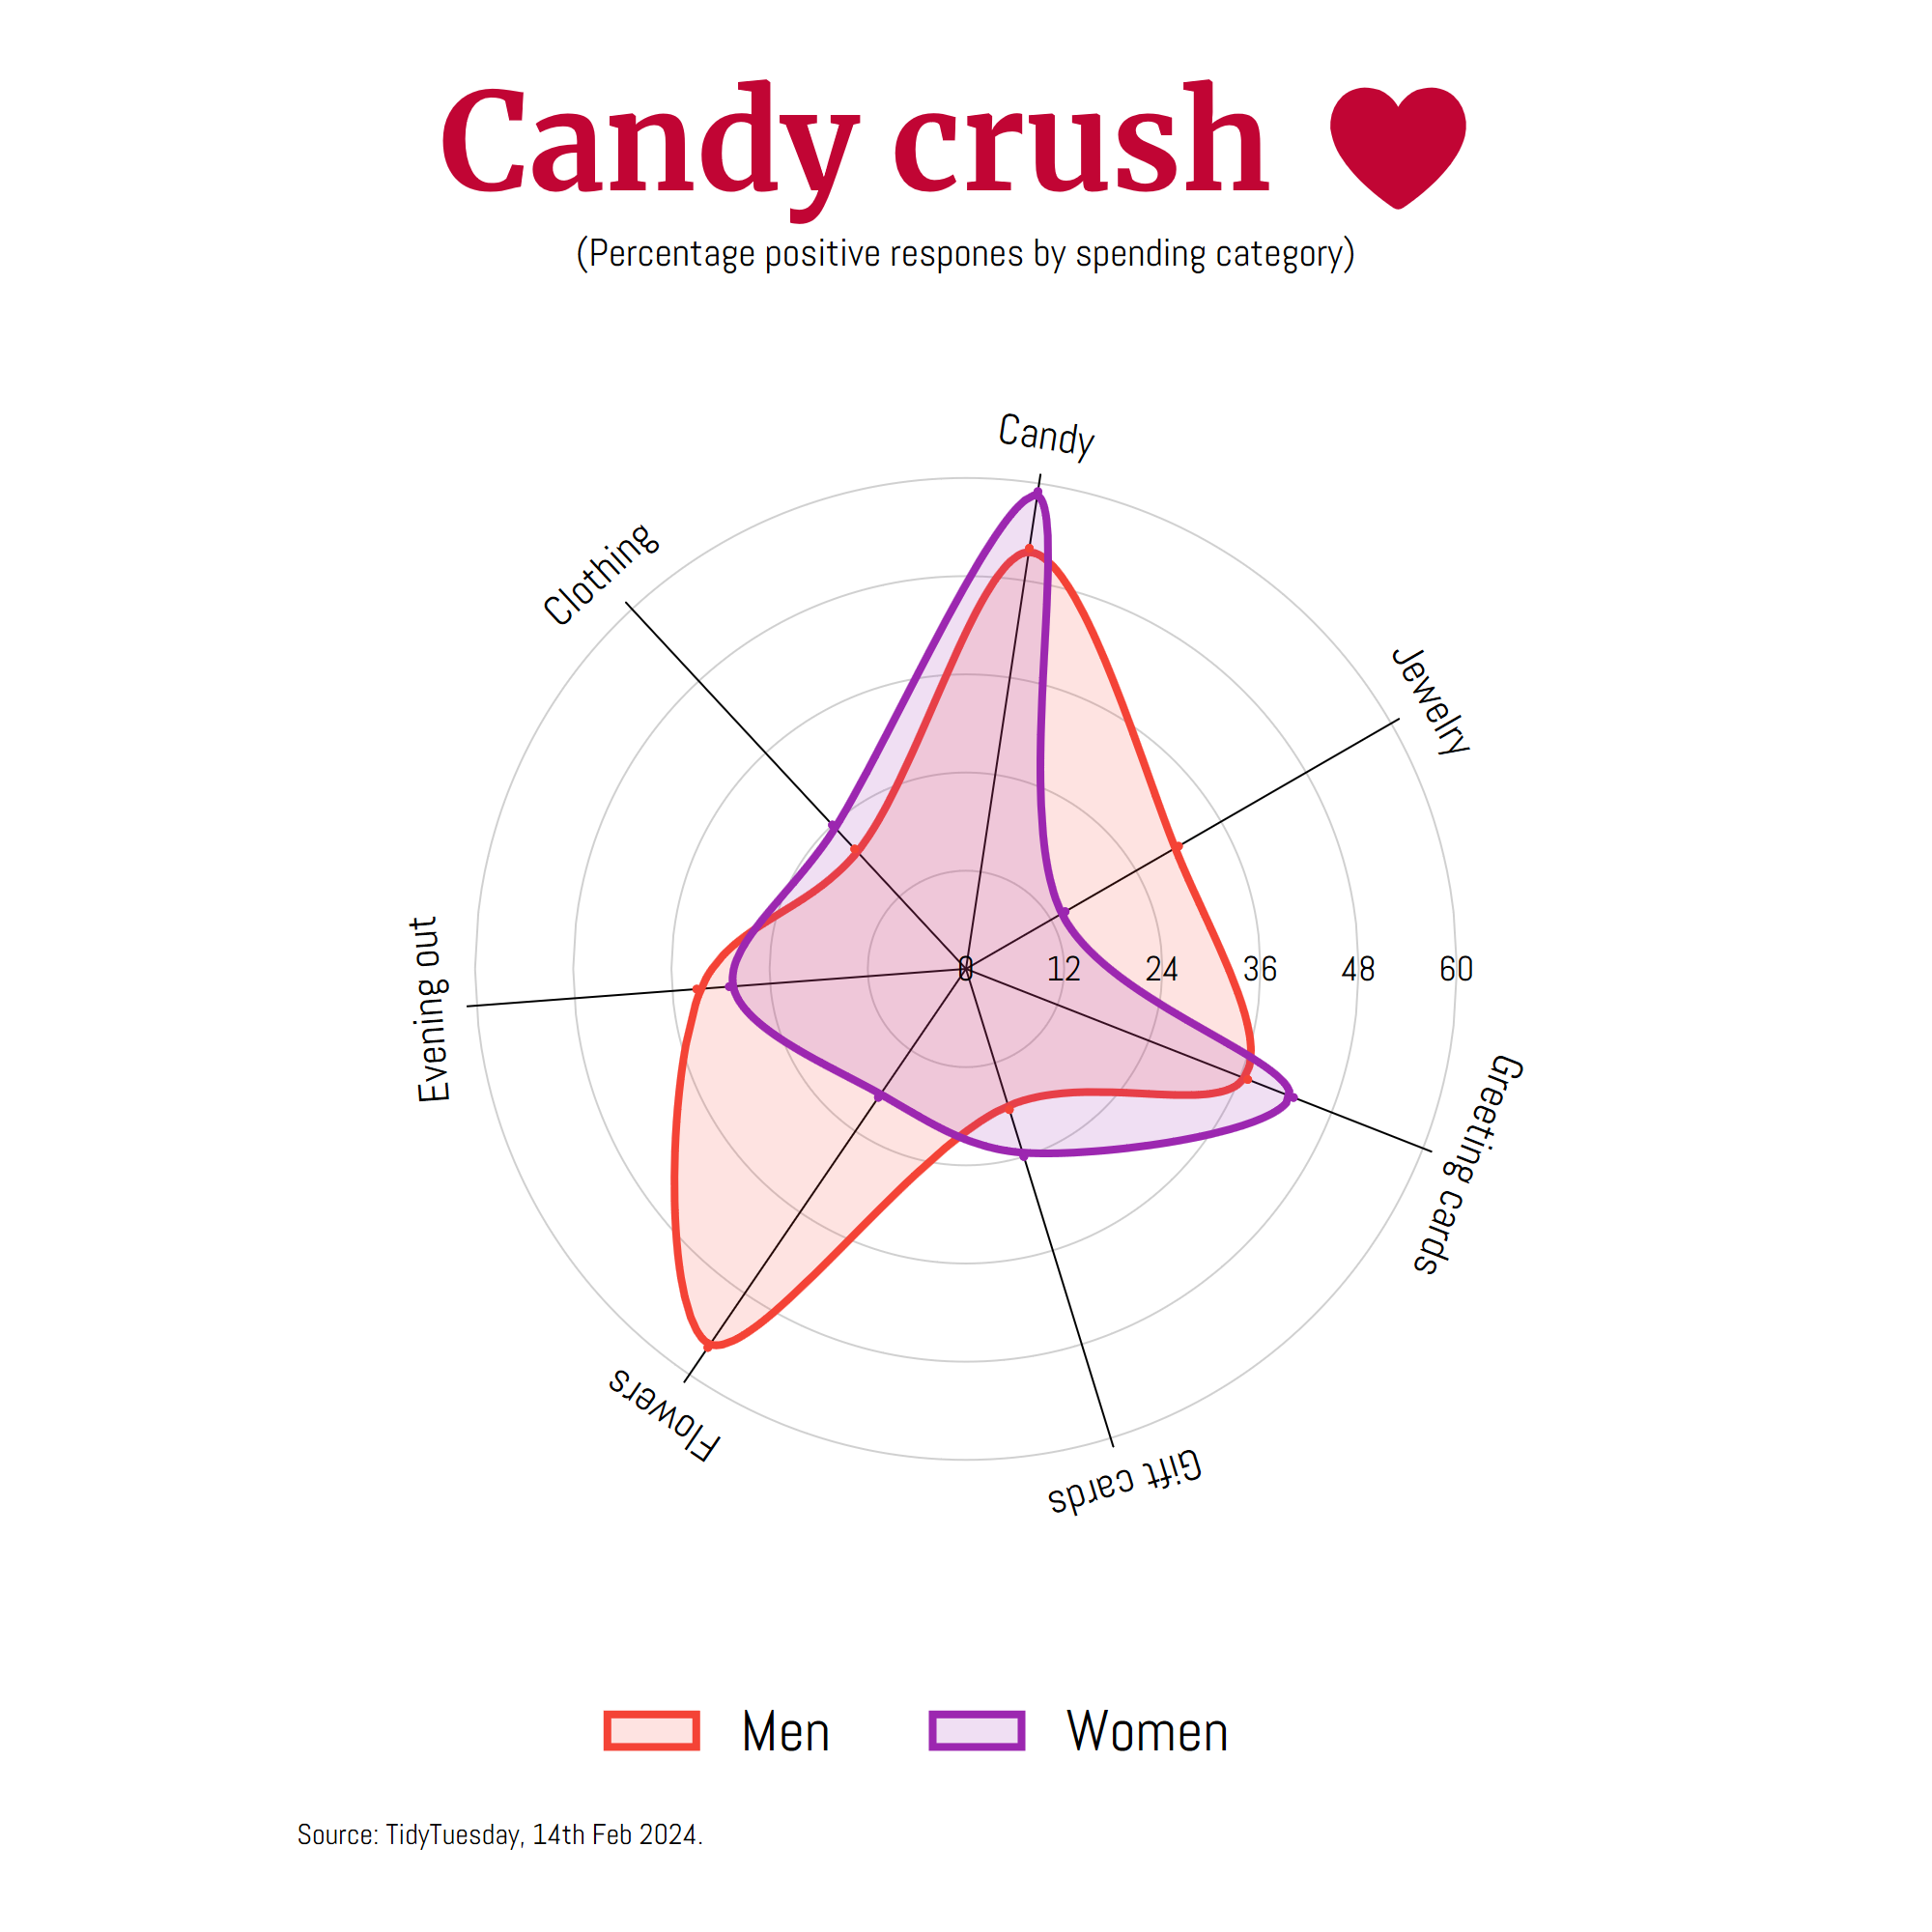 Candy crush
(Percentage positive respones by spending category)
Candy
Clothing
Jewelry
Evening out
0 12 24 36 48 60
Greeting cards
Flowers
Gift cards
Men Women
Source: TidyTuesday, 14th Feb 2024.